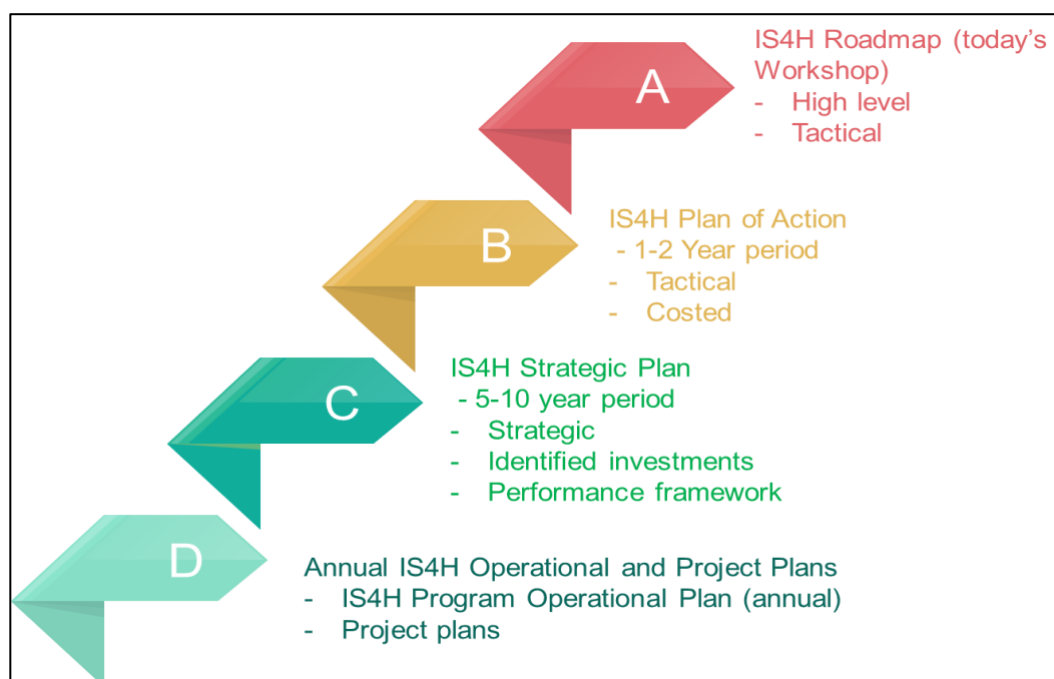 A
IS4H Roadmap (today's
Workshop)
- High level
- Tactical
B
IS4H Plan of Action
- 1-2 Year period
- Tactical
- Costed
C
IS4H Strategic Plan
- 5-10 year period
- Strategic
- Identified investments
- Performance framework
D
Annual IS4H Operational and Project Plans
- IS4H Program Operational Plan (annual)
- Project plans